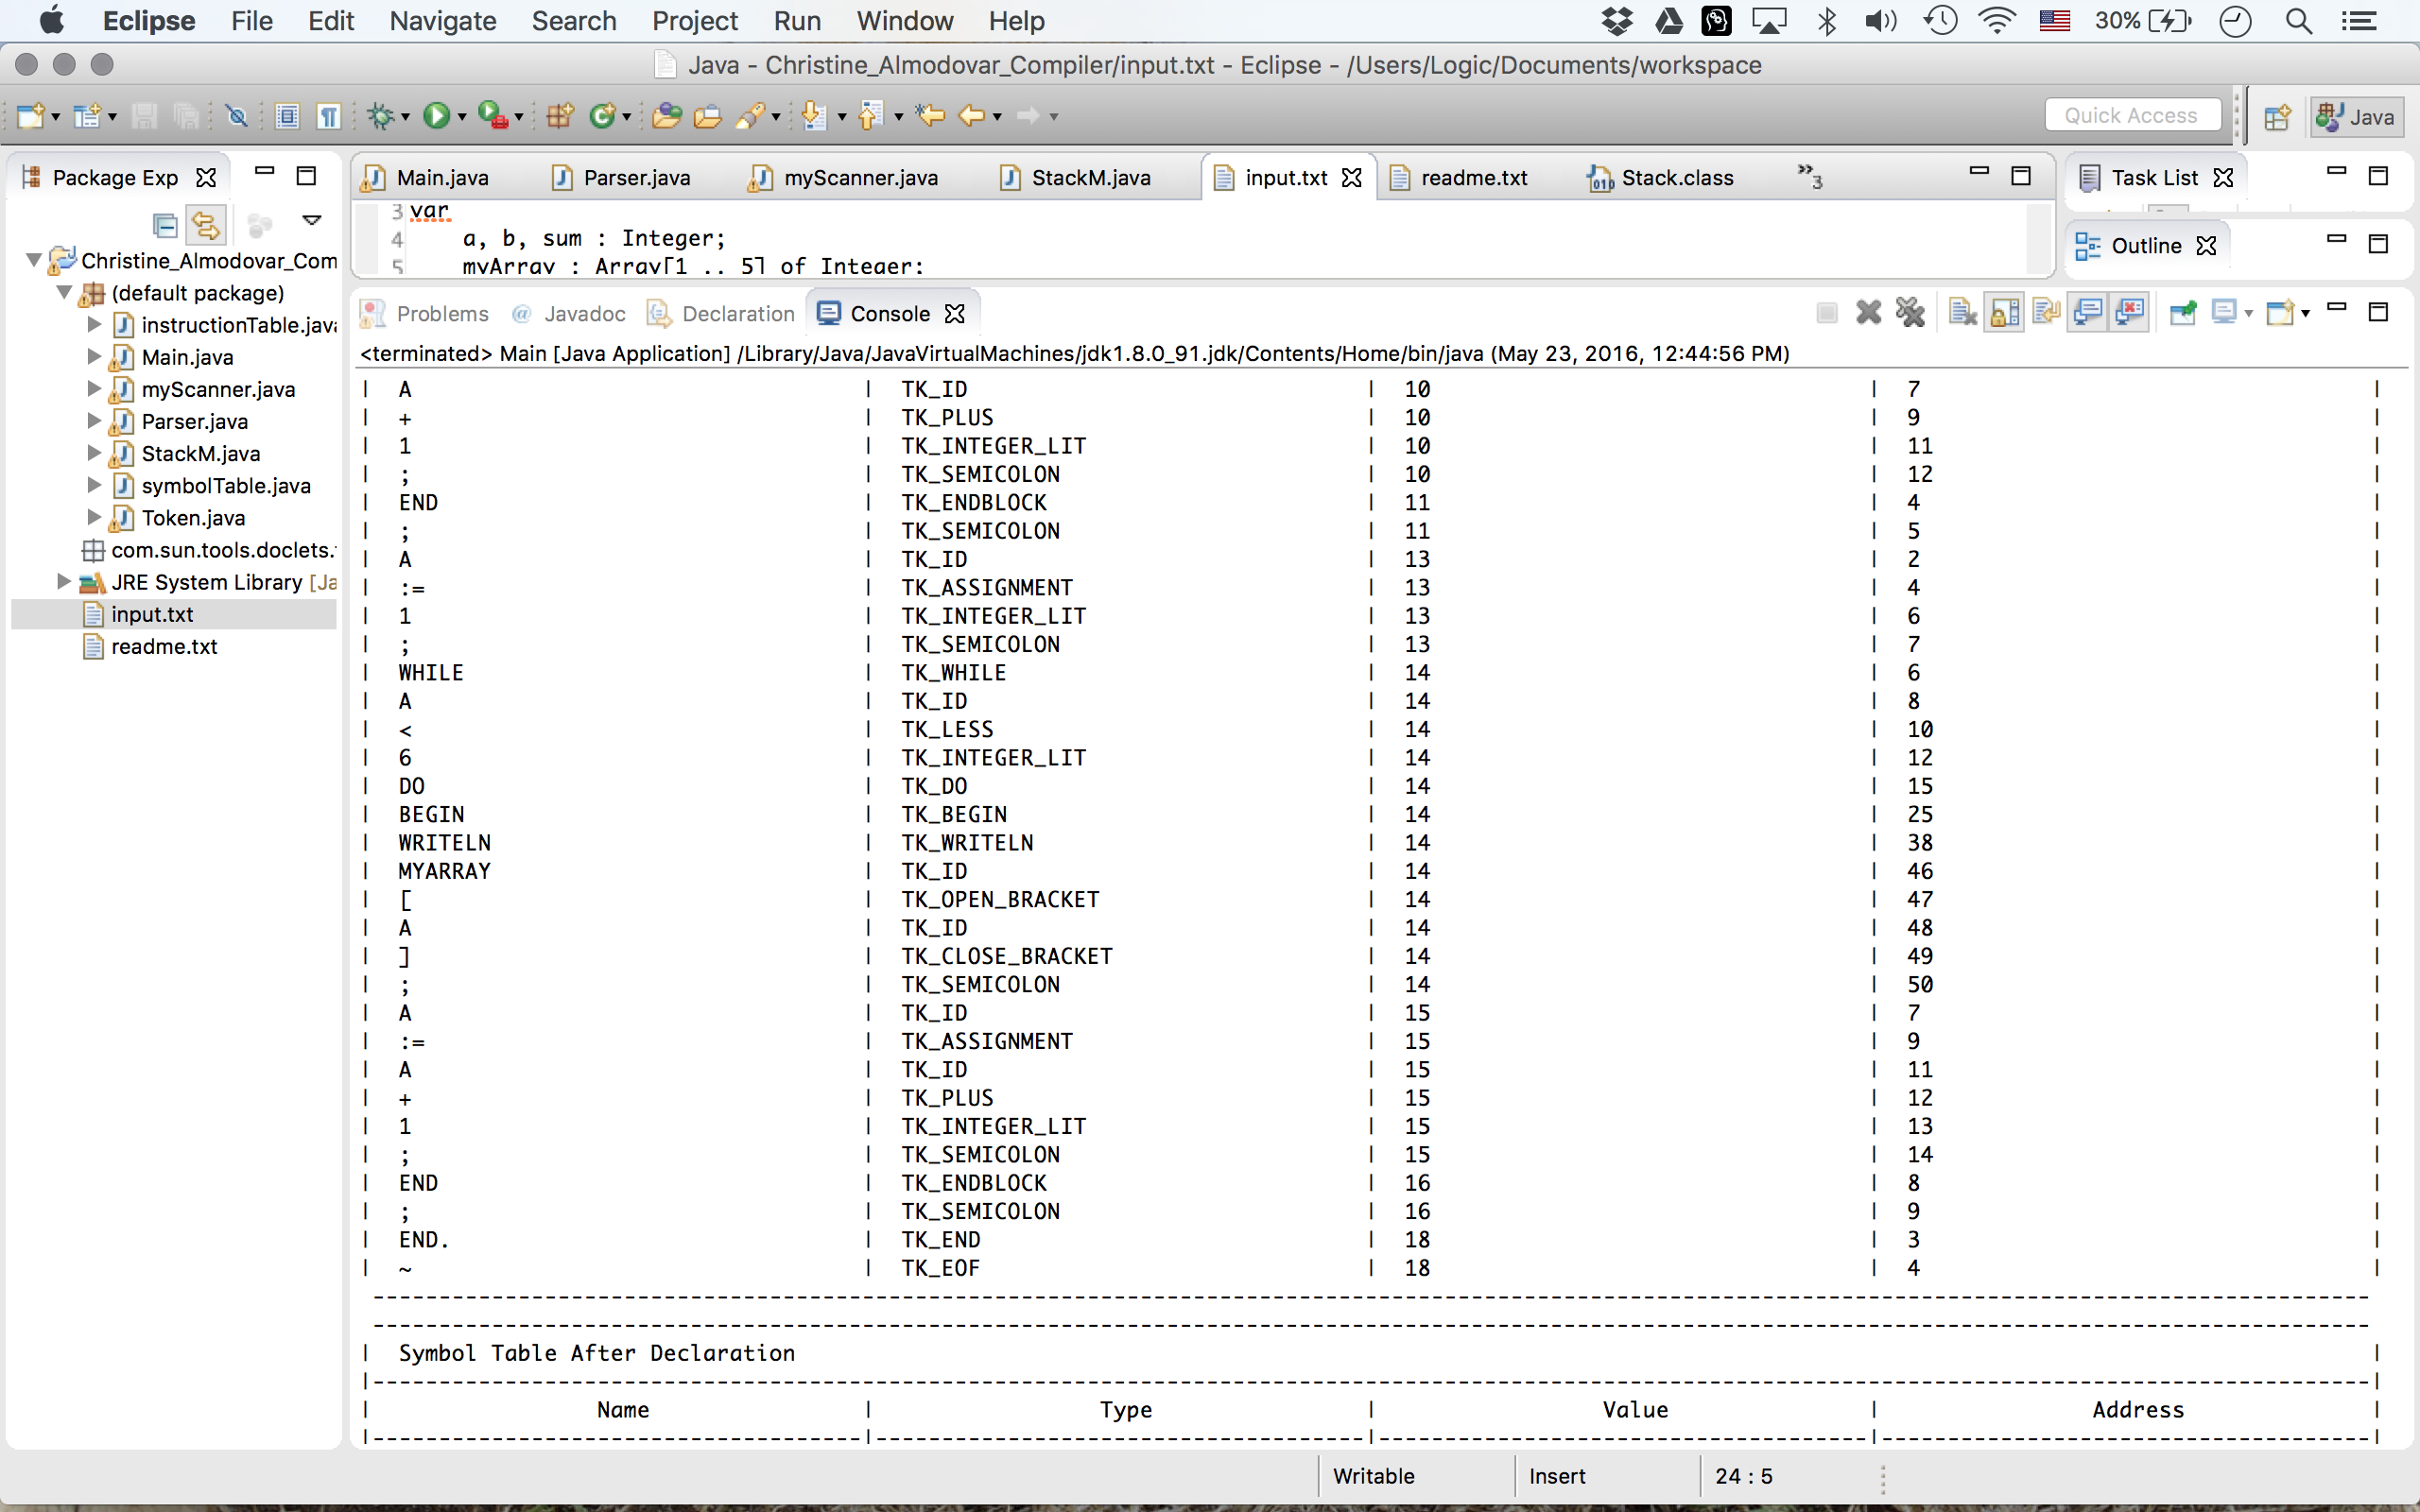 Eclipse File Edit Navigate Search Project Run Window Help 30%
Java - Christine_Almodovar_Compiler/input.txt - Eclipse - /Users/Logic/Documents/workspace
Quick Access Java
Package Exp
Christine_Almodovar_Com
(default package)
instructionTable.java
Main.java
myScanner.java
Parser.java
StackM.java
symbolTable.java
Token.java
com.sun.tools.doclets.
JRE System Library [Ja
input.txt
readme.txt
Main.java Parser.java myScanner.java StackM.java input.txt readme.txt Stack.class »3
3 var
4 a, b, sum : Integer;
5 myArray : Array[1 .. 5] of Integer;
Task List
Outline
Problems @ Javadoc Declaration Console
<terminated> Main [Java Application] /Library/Java/JavaVirtualMachines/jdk1.8.0_91.jdk/Contents/Home/bin/java (May 23, 2016, 12:44:56 PM)
| A | TK_ID | 10 | 7 |
| + | TK_PLUS | 10 | 9 |
| 1 | TK_INTEGER_LIT | 10 | 11 |
| ; | TK_SEMICOLON | 10 | 12 |
| END | TK_ENDBLOCK | 11 | 4 |
| ; | TK_SEMICOLON | 11 | 5 |
| A | TK_ID | 13 | 2 |
| := | TK_ASSIGNMENT | 13 | 4 |
| 1 | TK_INTEGER_LIT | 13 | 6 |
| ; | TK_SEMICOLON | 13 | 7 |
| WHILE | TK_WHILE | 14 | 6 |
| A | TK_ID | 14 | 8 |
| < | TK_LESS | 14 | 10 |
| 6 | TK_INTEGER_LIT | 14 | 12 |
| DO | TK_DO | 14 | 15 |
| BEGIN | TK_BEGIN | 14 | 25 |
| WRITELN | TK_WRITELN | 14 | 38 |
| MYARRAY | TK_ID | 14 | 46 |
| [ | TK_OPEN_BRACKET | 14 | 47 |
| A | TK_ID | 14 | 48 |
| ] | TK_CLOSE_BRACKET | 14 | 49 |
| ; | TK_SEMICOLON | 14 | 50 |
| A | TK_ID | 15 | 7 |
| := | TK_ASSIGNMENT | 15 | 9 |
| A | TK_ID | 15 | 11 |
| + | TK_PLUS | 15 | 12 |
| 1 | TK_INTEGER_LIT | 15 | 13 |
| ; | TK_SEMICOLON | 15 | 14 |
| END | TK_ENDBLOCK | 16 | 8 |
| ; | TK_SEMICOLON | 16 | 9 |
| END. | TK_END | 18 | 3 |
| ~ | TK_EOF | 18 | 4 |
| Symbol Table After Declaration |
| Name | Type | Value | Address |
Writable Insert 24 : 5